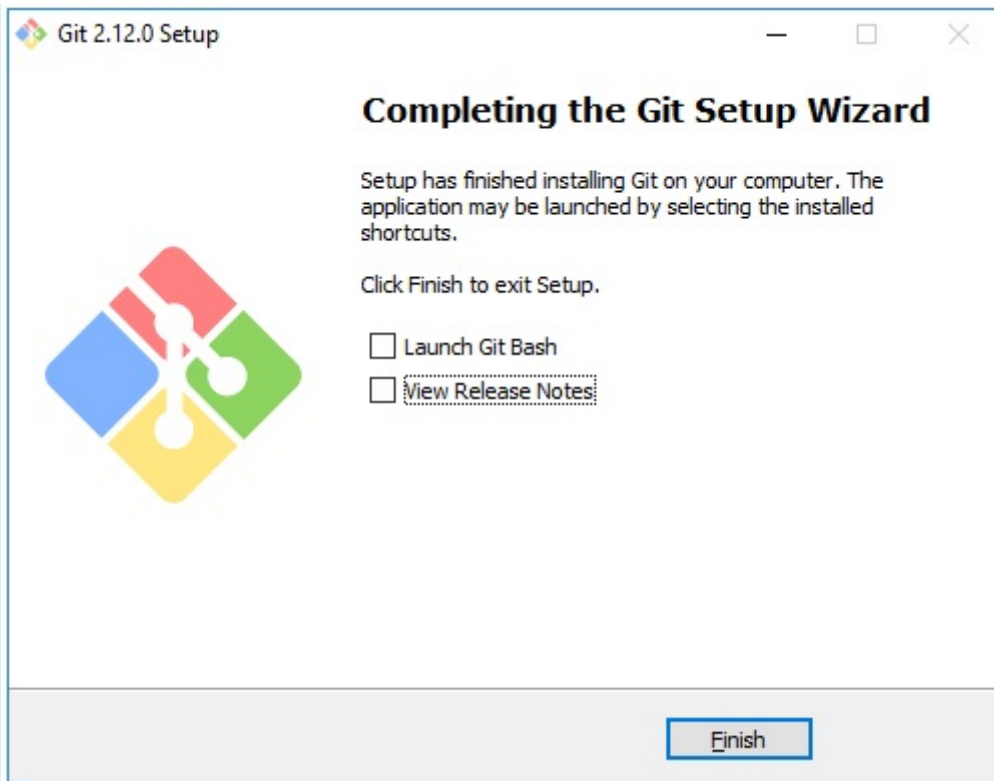 Git 2.12.0 Setup
Completing the Git Setup Wizard
Setup has finished installing Git on your computer. The
application may be launched by selecting the installed
shortcuts.
Click Finish to exit Setup.
Launch Git Bash
View Release Notes
Finish